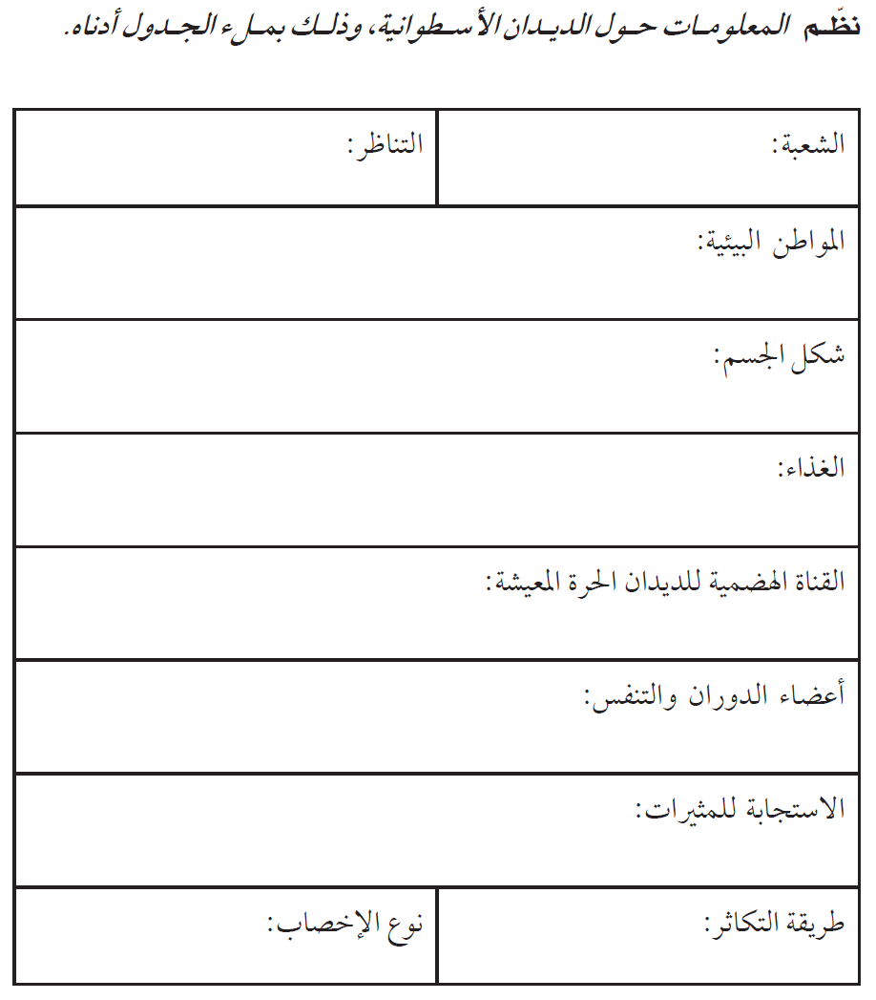 نظّم المعلومات حول الديدان الأسطوانية، وذلك بملء الجدول أدناه.
الشعبة:
التناظر:
المواطن البيئية:
شكل الجسم:
الغذاء:
القناة الهضمية للديدان الحرة المعيشة:
أعضاء الدوران والتنفس:
الاستجابة للمثيرات:
طريقة التكاثر:
نوع الإخصاب: